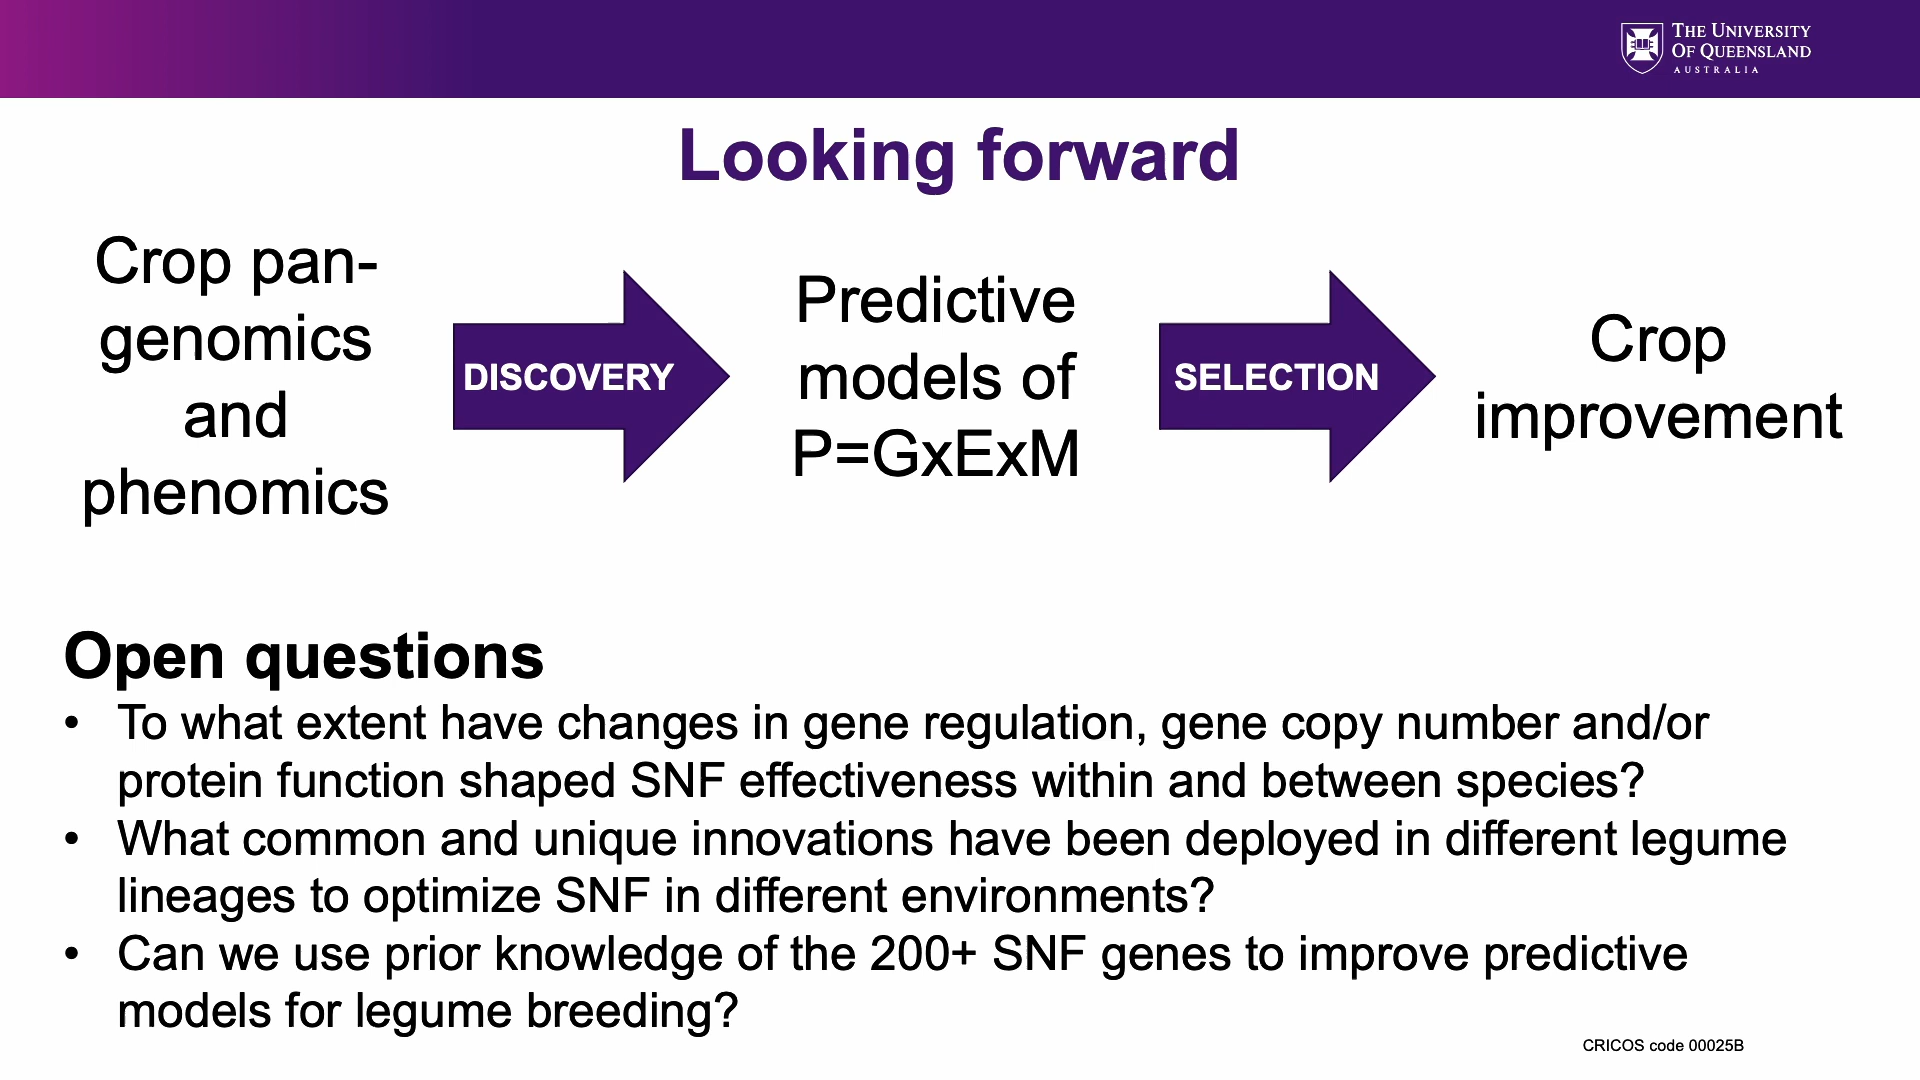 THE UNIVERSITY
OF QUEENSLAND
AUSTRALIA
Looking forward
Crop pan-
genomics
and
phenomics
DISCOVERY
Predictive
models of
P=GxExM
SELECTION
Crop
improvement
Open questions
• To what extent have changes in gene regulation, gene copy number and/or
protein function shaped SNF effectiveness within and between species?
• What common and unique innovations have been deployed in different legume
lineages to optimize SNF in different environments?
• Can we use prior knowledge of the 200+ SNF genes to improve predictive
models for legume breeding?
CRICOS code 00025B